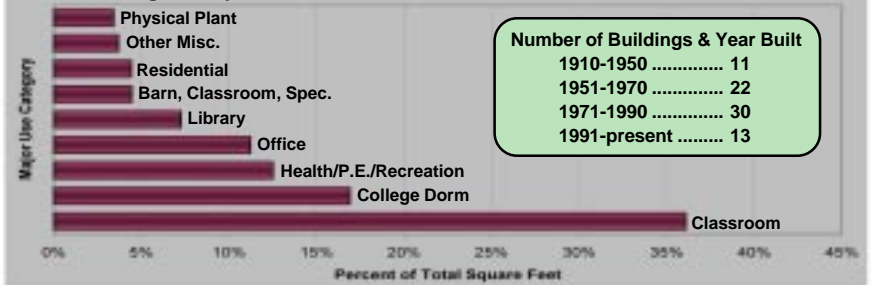 Physical Plant
Other Misc.
Residential
Barn, Classroom, Spec.
Library
Office
Health/P.E./Recreation
College Dorm
Classroom
Major Use Category
Number of Buildings & Year Built
1910-1950 .............. 11
1951-1970 .............. 22
1971-1990 .............. 30
1991-present ......... 13
0% 5% 10% 15% 20% 25% 30% 35% 40% 45%
Percent of Total Square Feet